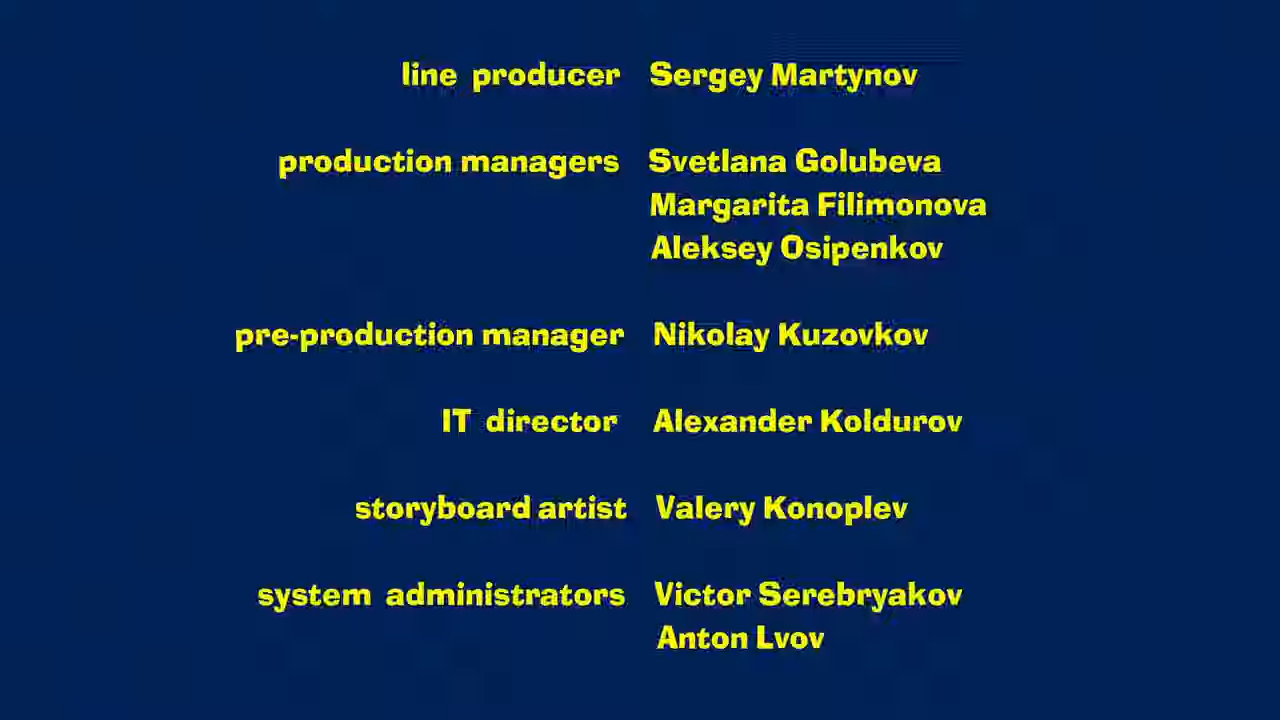 line producer Sergey Martynov
production managers Svetlana Golubeva
Margarita Filimonova
Aleksey Osipenkov
pre-production manager Nikolay Kuzovkov
IT director Alexander Koldurov
storyboard artist Valery Konoplev
system administrators Victor Serebryakov
Anton Lvov